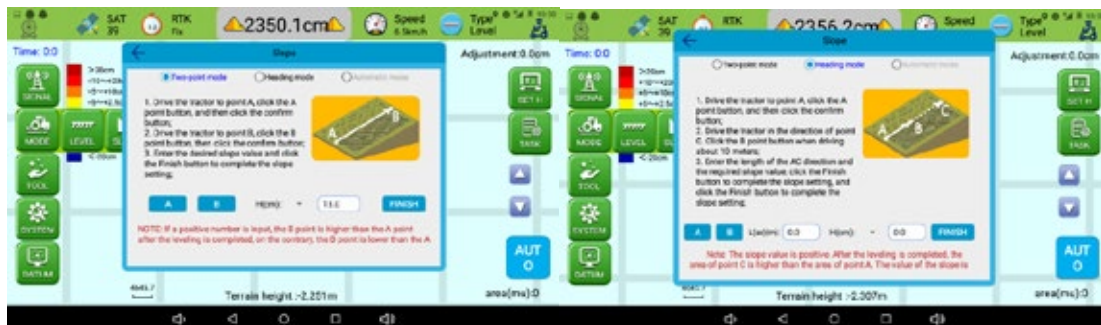 SAT
39
RTK
Fix
2350.1cm
Speed
Type
Level
Time: 0:0
Slope
Adjustment:0.0cm
Two-point mode
Heading mode
Automatic mode
SIGNAL
1. Drive the tractor to point A, click the A
point button, and then click the confirm
button;
2. Drive the tractor to point B, click the B
point button, then click the confirm button;
3. Enter the desired slope value and click
the Finish button to complete the slope
setting;
A
B
SET H
MODE
LEVEL
TASK
TOOL
A
B
H(cm):
FINISH
SYSTEM
NOTE: If a positive number is input, the B point is higher than the A point
after the leveling is completed, on the contrary, the B point is lower than the A
AUT
O
DATUM
Terrain height :-2.251m
area(mu):0
SAT
39
RTK
2356.2cm
Speed
Type
Level
Time: 0:0
Slope
Adjustment:0.0cm
Two-point mode
Heading mode
Automatic mode
SIGNAL
1. Drive the tractor to point A, click the A
point button, and then click the confirm
button;
2. Drive the tractor in the direction of point
C. Click the B point button when driving
about 10 meters;
3. Enter the length of the AC direction and
the required slope value, click the Finish
button to complete the slope setting, and
click the Finish button to complete the
slope setting;
A
B
C
SET H
MODE
LEVEL
TASK
TOOL
A
B
0.0
H(cm):
0.0
FINISH
SYSTEM
Note: The slope value is positive. After the leveling is completed, the
area of point C is higher than the area of point A. The value of the slope is
AUT
O
DATUM
Terrain height :-2.307m
area(mu):0